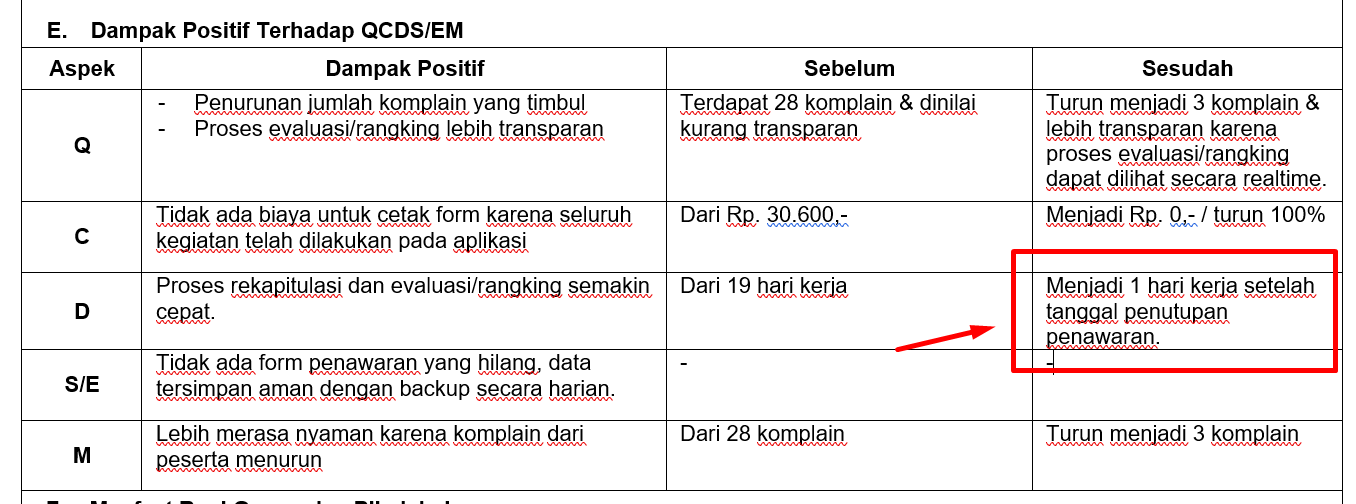 E. Dampak Positif Terhadap QCDS/EM
Aspek Dampak Positif Sebelum Sesudah
Q
- Penurunan jumlah komplain yang timbul
- Proses evaluasi/rangking lebih transparan
Terdapat 28 komplain & dinilai
kurang transparan
Turun menjadi 3 komplain &
lebih transparan karena
proses evaluasi/rangking
dapat dilihat secara realtime.
C
Tidak ada biaya untuk cetak form karena seluruh
kegiatan telah dilakukan pada aplikasi
Dari Rp. 30.600,-
Menjadi Rp. 0,- / turun 100%
D
Proses rekapitulasi dan evaluasi/rangking semakin
cepat.
Dari 19 hari kerja
Menjadi 1 hari kerja setelah
tanggal penutupan
penawaran.
S/E
Tidak ada form penawaran yang hilang, data
tersimpan aman dengan backup secara harian.
-
-
M
Lebih merasa nyaman karena komplain dari
peserta menurun
Dari 28 komplain
Turun menjadi 3 komplain